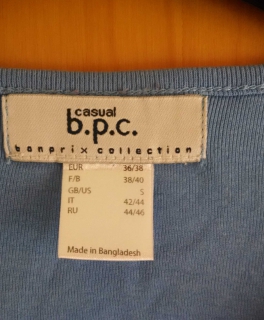 casual
b.p.c.
bonprix collection
EUR 36/38
F/B 38/40
GB/US S
IT 42/44
RU 44/46
Made in Bangladesh